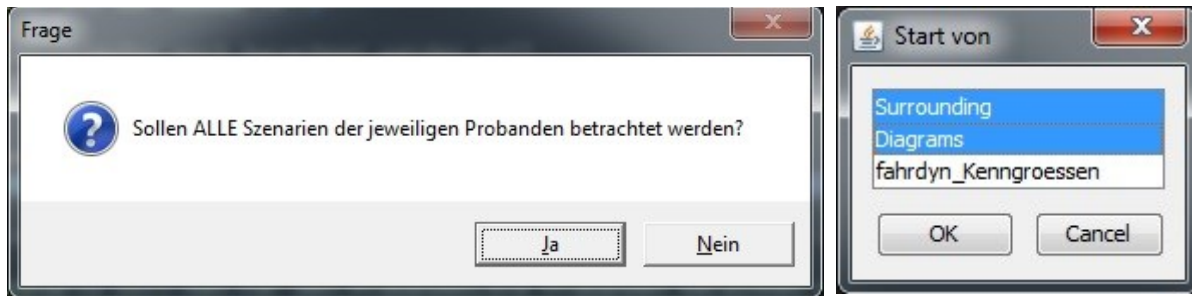 Frage
Sollen ALLE Szenarien der jeweiligen Probanden betrachtet werden?
Ja
Nein
Start von
Surrounding
Diagrams
fahrdyn_Kenngroessen
OK
Cancel